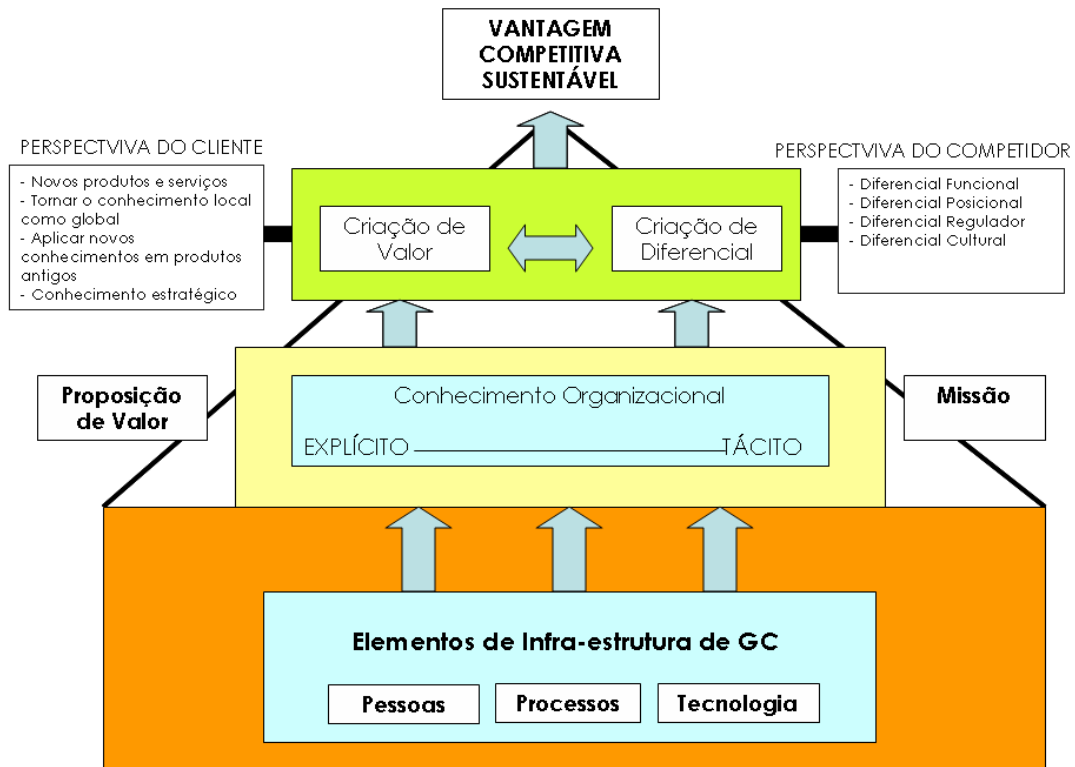 VANTAGEM
COMPETITIVA
SUSTENTÁVEL
PERSPECTVIVA DO CLIENTE
- Novos produtos e serviços
- Tornar o conhecimento local
como global
- Aplicar novos
conhecimentos em produtos
antigos
- Conhecimento estratégico
PERSPECTVIVA DO COMPETIDOR
- Diferencial Funcional
- Diferencial Posicional
- Diferencial Regulador
- Diferencial Cultural
Criação de
Valor
Criação de
Diferencial
Proposição
de Valor
Conhecimento Organizacional
EXPLÍCITO TÁCITO
Missão
Elementos de Infra-estrutura de GC
Pessoas
Processos
Tecnologia